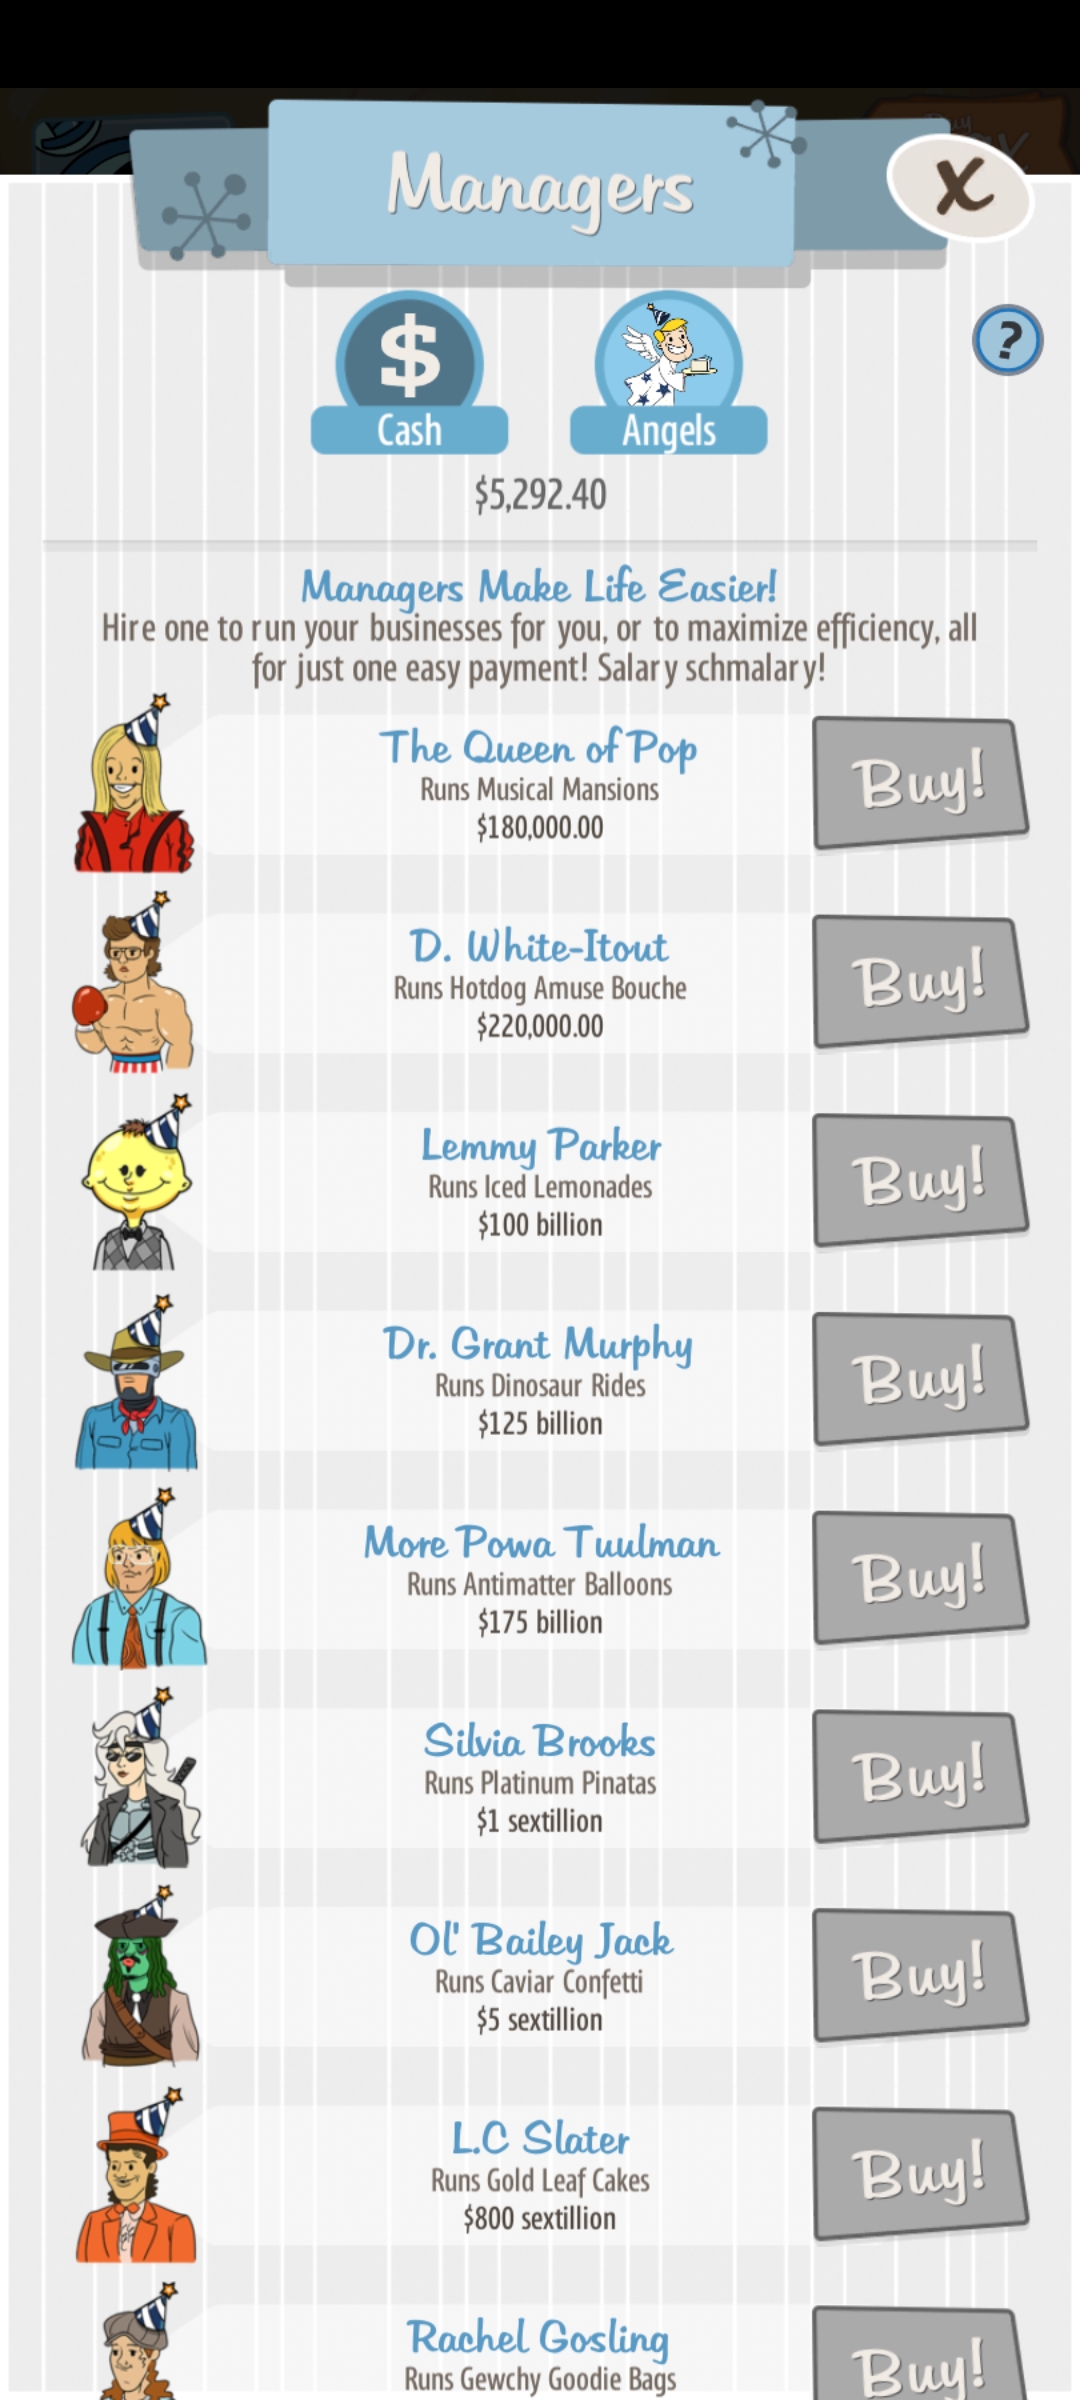 Managers
X
$
?
Cash
Angels
$5,292.40
Managers Make Life Easier!
Hire one to run your businesses for you, or to maximize efficiency, all
for just one easy payment! Salary schmalary!
The Queen of Pop
Runs Musical Mansions
$180,000.00
Buy!
D. White-Itout
Runs Hotdog Amuse Bouche
$220,000.00
Buy!
Lemmy Parker
Runs Iced Lemonades
$100 billion
Buy!
Dr. Grant Murphy
Runs Dinosaur Rides
$125 billion
Buy!
More Powa Tuulman
Runs Antimatter Balloons
$175 billion
Buy!
Silvia Brooks
Runs Platinum Pinatas
$1 sextillion
Buy!
Ol' Bailey Jack
Runs Caviar Confetti
$5 sextillion
Buy!
L.C Slater
Runs Gold Leaf Cakes
$800 sextillion
Buy!
Rachel Gosling
Runs Gewchy Goodie Bags
Buy!